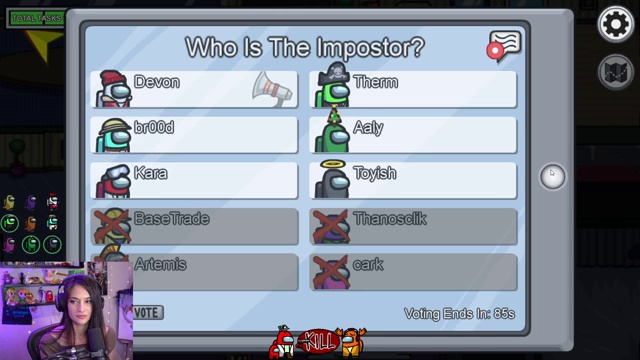 TOTAL TASKS
Who Is The Impostor?
Devon
Therm
br00d
Aaly
Kara
Toyish
BaseTrade
Thanoselik
Artemis
cark
VOTE
Voting Ends In: 85s
KILL